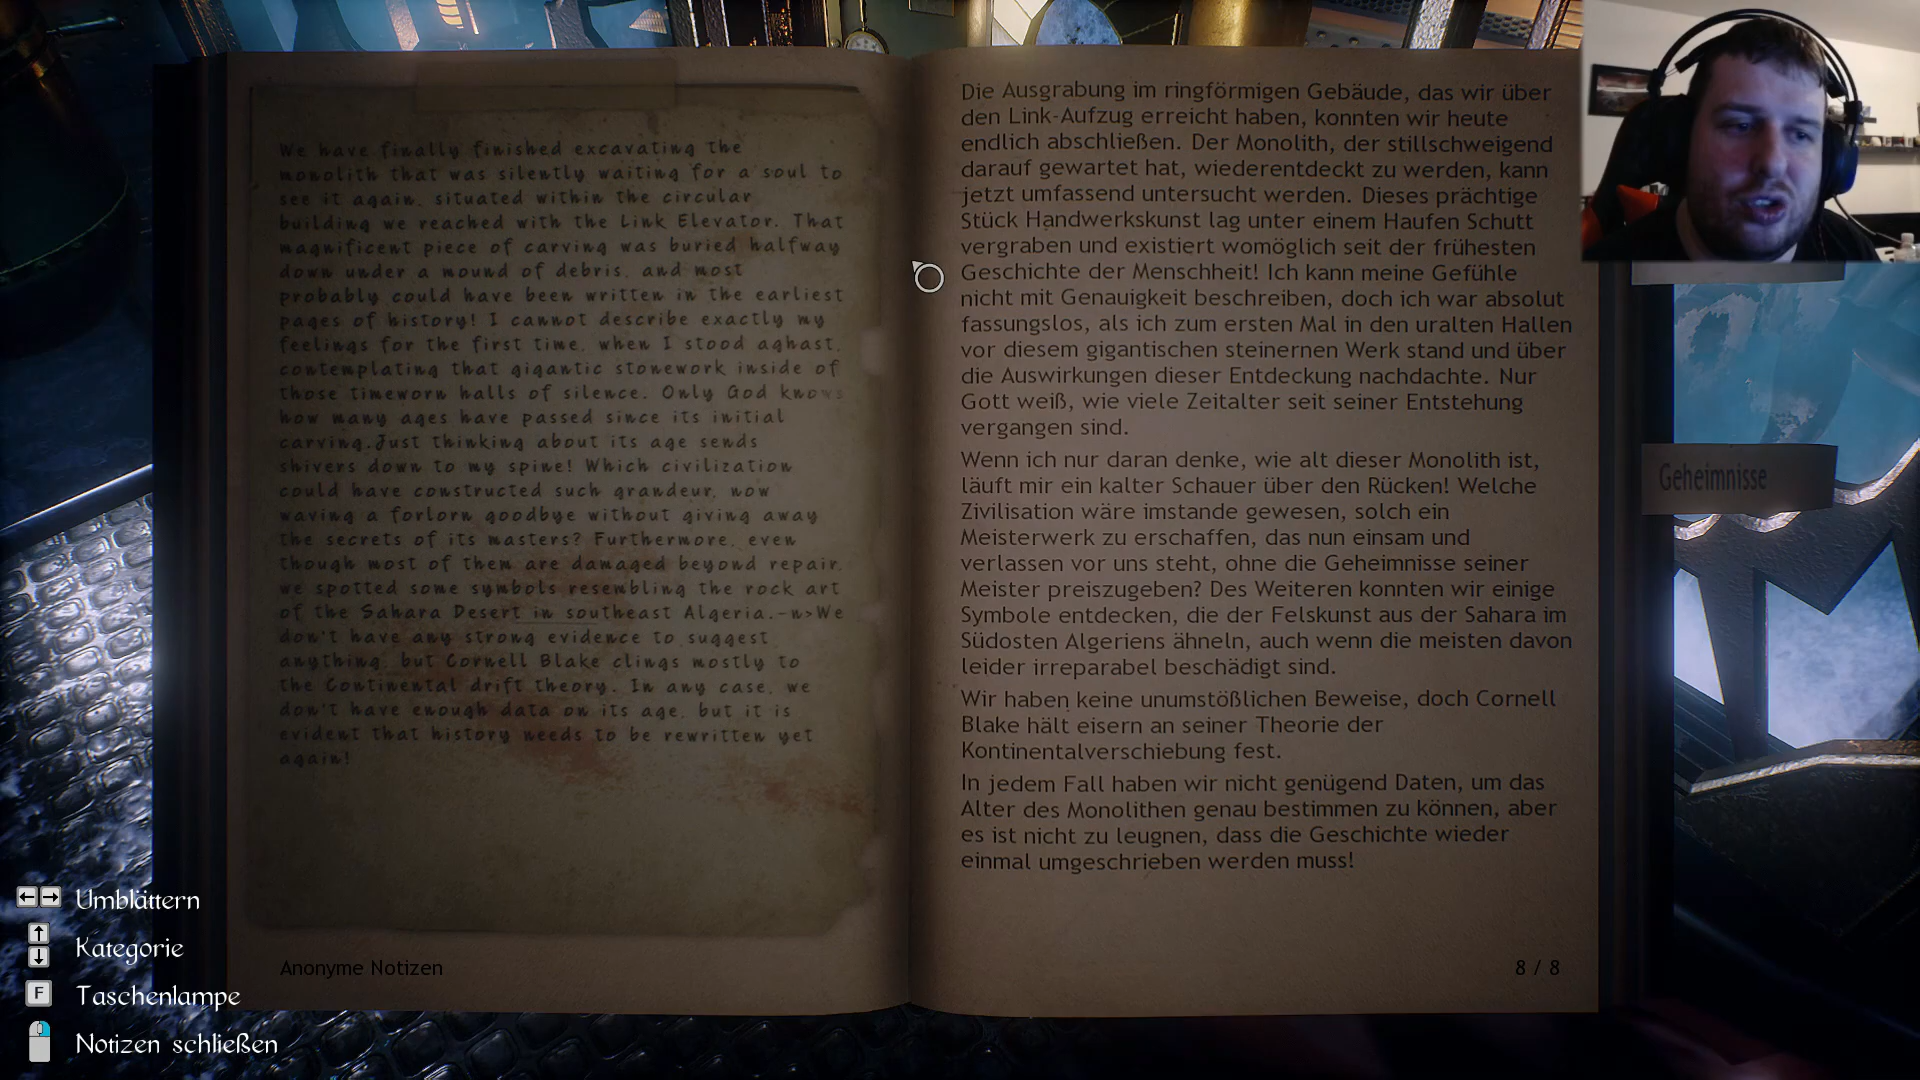 We have finally finished excavating the
monolith that was silently waiting for a soul to
see it again, situated within the circular
building we reached with the Link Elevator. That
magnificent piece of carving was buried halfway
down under a mound of debris, and most
probably could have been written in the earliest
pages of history! I cannot describe exactly my
feelings for the first time, when I stood aghast,
contemplating that gigantic stonework inside of
those timeworn halls of silence. Only God knows
how many ages have passed since its initial
carving.Just thinking about its age sends
shivers down to my spine! Which civilization
could have constructed such grandeur, now
waving a forlorn goodbye without giving away
the secrets of its masters? Furthermore, even
though most of them are damaged beyond repair,
we spotted some symbols resembling the rock art
of the Sahara Desert in southeast Algeria.-n>We
don't have any strong evidence to suggest
anything, but Cornell Blake clings mostly to
the Continental drift theory. In any case, we
don't have enough data on its age, but it is
evident that history needs to be rewritten yet
again!
Anonyme Notizen
Die Ausgrabung im ringförmigen Gebäude, das wir über
den Link-Aufzug erreicht haben, konnten wir heute
endlich abschließen. Der Monolith, der stillschweigend
darauf gewartet hat, wiederentdeckt zu werden, kann
jetzt umfassend untersucht werden. Dieses prächtige
Stück Handwerkskunst lag unter einem Haufen Schutt
vergraben und existiert womöglich seit der frühesten
Geschichte der Menschheit! Ich kann meine Gefühle
nicht mit Genauigkeit beschreiben, doch ich war absolut
fassungslos, als ich zum ersten Mal in den uralten Hallen
vor diesem gigantischen steinernen Werk stand und über
die Auswirkungen dieser Entdeckung nachdachte. Nur
Gott weiß, wie viele Zeitalter seit seiner Entstehung
vergangen sind.
Wenn ich nur daran denke, wie alt dieser Monolith ist,
läuft mir ein kalter Schauer über den Rücken! Welche
Zivilisation wäre imstande gewesen, solch ein
Meisterwerk zu erschaffen, das nun einsam und
verlassen vor uns steht, ohne die Geheimnisse seiner
Meister preiszugeben? Des Weiteren konnten wir einige
Symbole entdecken, die der Felskunst aus der Sahara im
Südosten Algeriens ähneln, auch wenn die meisten davon
leider irreparabel beschädigt sind.
Wir haben keine unumstößlichen Beweise, doch Cornell
Blake hält eisern an seiner Theorie der
Kontinentalverschiebung fest.
In jedem Fall haben wir nicht genügend Daten, um das
Alter des Monolithen genau bestimmen zu können, aber
es ist nicht zu leugnen, dass die Geschichte wieder
einmal umgeschrieben werden muss!
8 / 8
Geheimnisse
Umblättern
Kategorie
F Taschenlampe
Notizen schließen